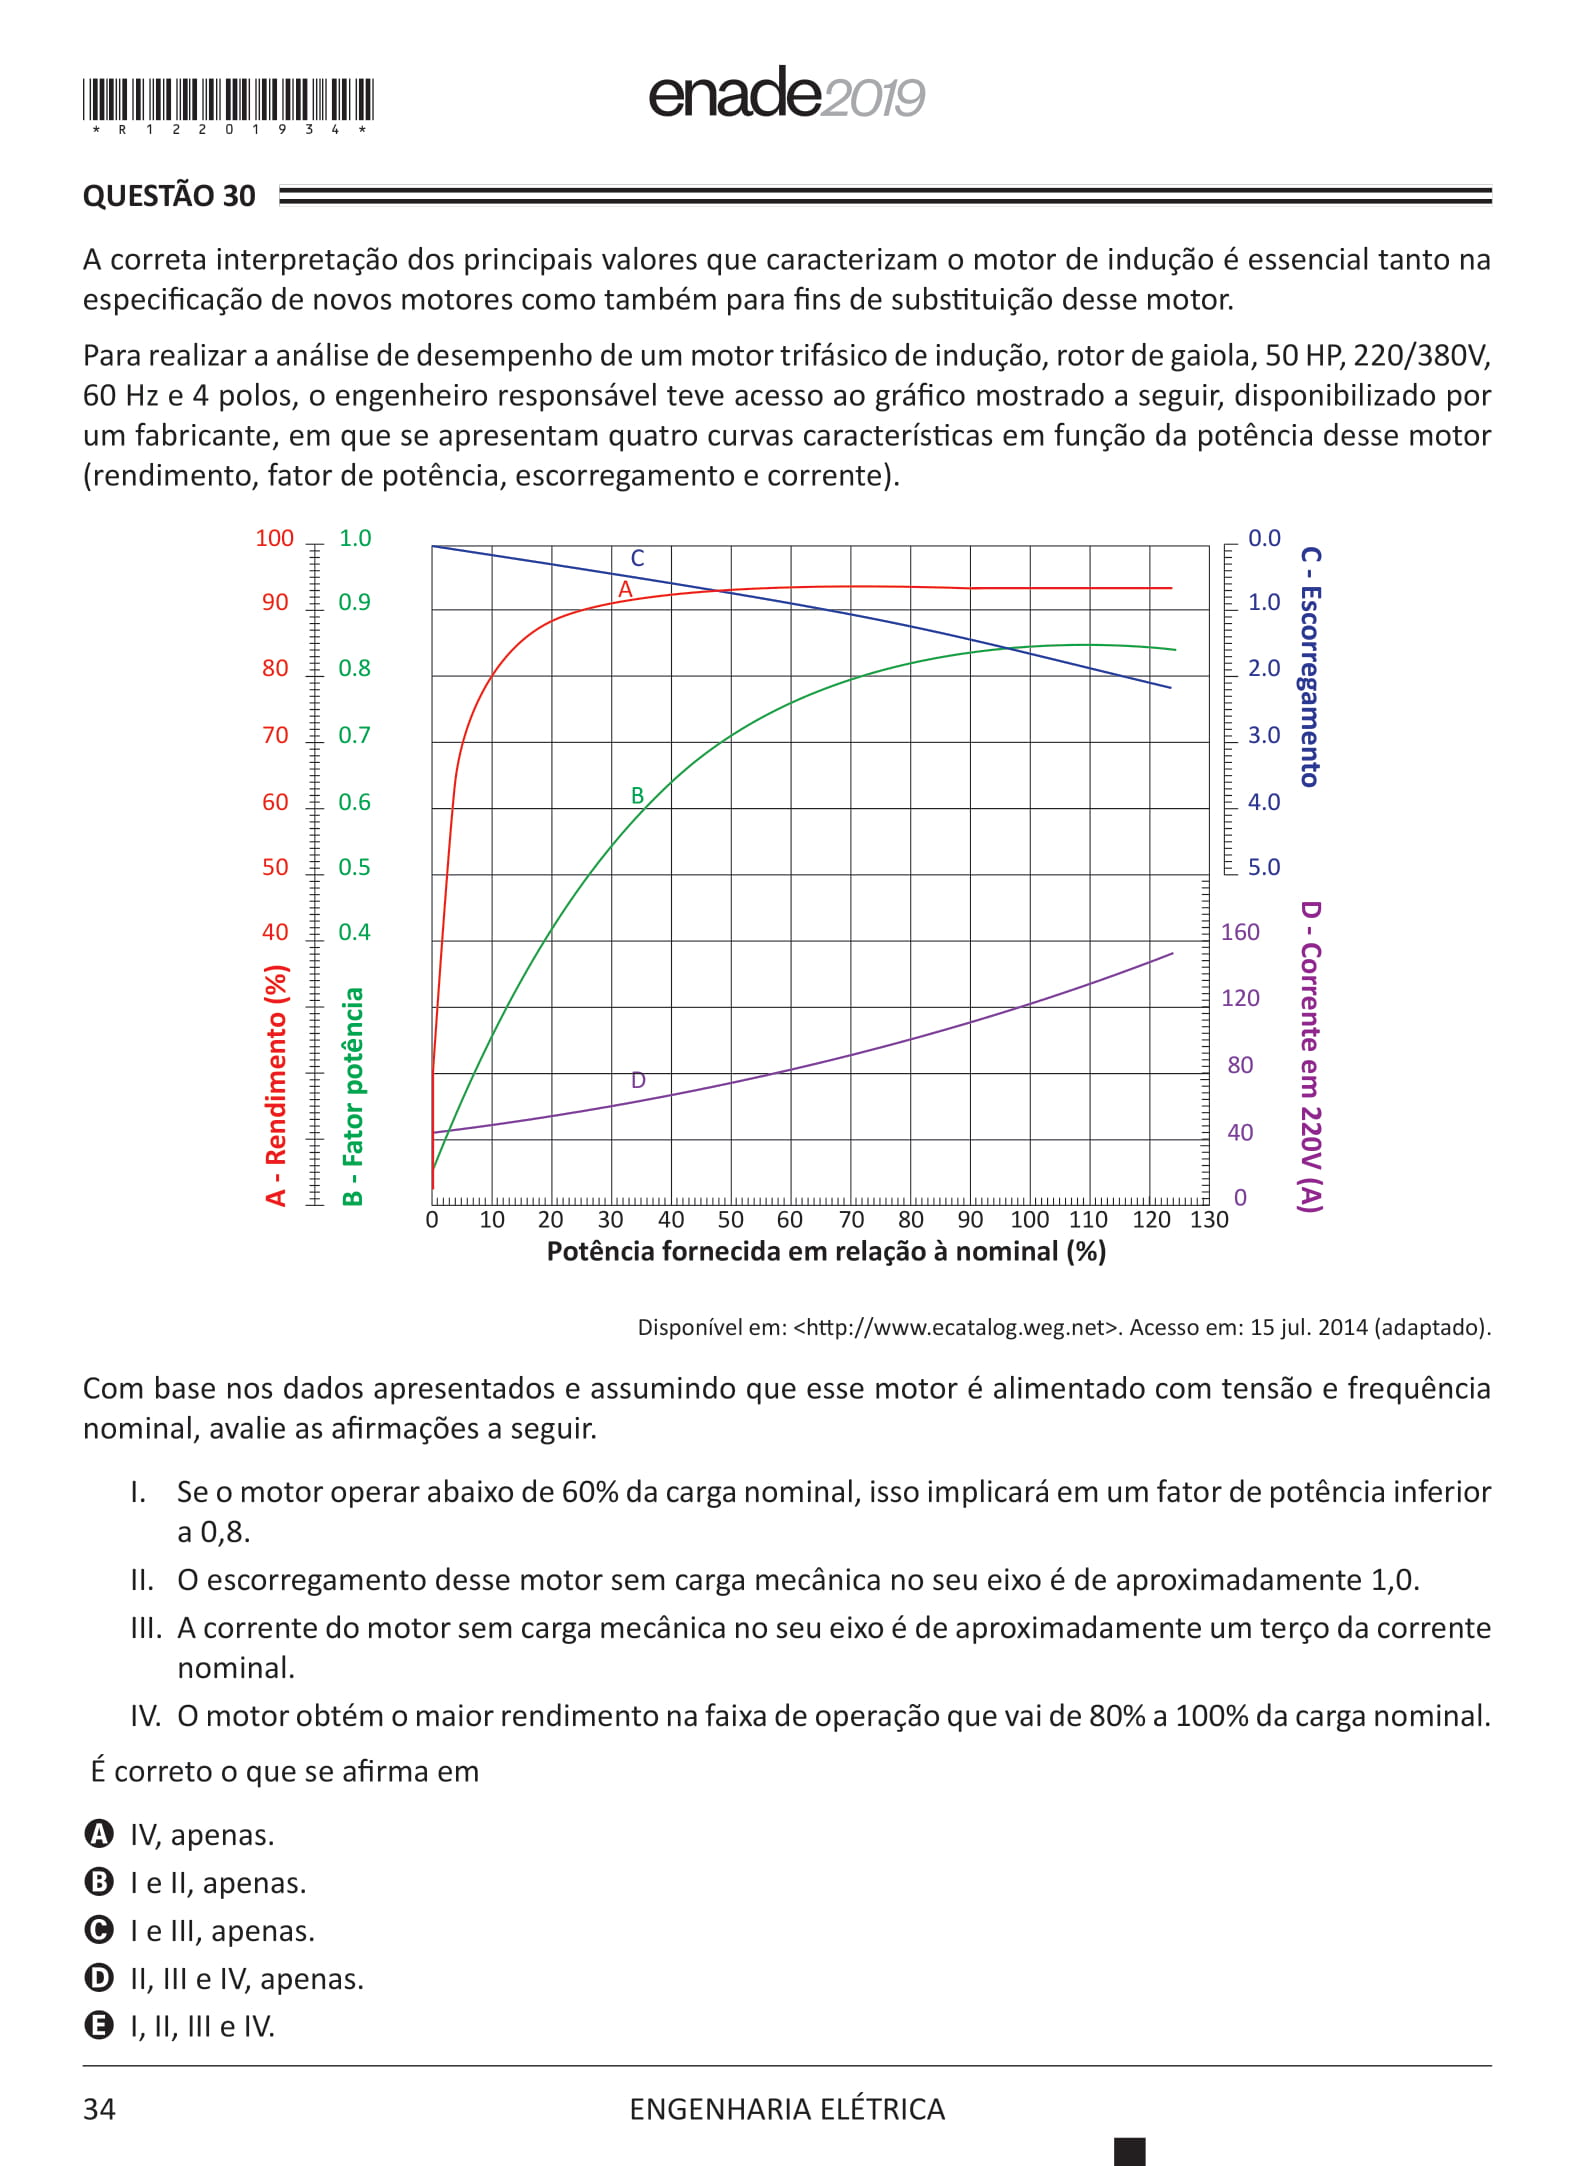 *R12201934*
enade2019
QUESTÃO 30
A correta interpretação dos principais valores que caracterizam o motor de indução é essencial tanto na
especificação de novos motores como também para fins de substituição desse motor.
Para realizar a análise de desempenho de um motor trifásico de indução, rotor de gaiola, 50 HP, 220/380V,
60 Hz e 4 polos, o engenheiro responsável teve acesso ao gráfico mostrado a seguir, disponibilizado por
um fabricante, em que se apresentam quatro curvas características em função da potência desse motor
(rendimento, fator de potência, escorregamento e corrente).
100 1.0 0.0
90 0.9 1.0
80 0.8 2.0
70 0.7 3.0
60 0.6 4.0
50 0.5 5.0
40 0.4 160
120
80
40
0
A - Rendimento (%)
B - Fator potência
C
A
B
D
C - Escorregamento
D - Corrente em 220V (A)
0 10 20 30 40 50 60 70 80 90 100 110 120 130
Potência fornecida em relação à nominal (%)
Disponível em: <http://www.ecatalog.weg.net>. Acesso em: 15 jul. 2014 (adaptado).
Com base nos dados apresentados e assumindo que esse motor é alimentado com tensão e frequência
nominal, avalie as afirmações a seguir.
I. Se o motor operar abaixo de 60% da carga nominal, isso implicará em um fator de potência inferior
a 0,8.
II. O escorregamento desse motor sem carga mecânica no seu eixo é de aproximadamente 1,0.
III. A corrente do motor sem carga mecânica no seu eixo é de aproximadamente um terço da corrente
nominal.
IV. O motor obtém o maior rendimento na faixa de operação que vai de 80% a 100% da carga nominal.
É correto o que se afirma em
A IV, apenas.
B I e II, apenas.
C I e III, apenas.
D II, III e IV, apenas.
E I, II, III e IV.
34
ENGENHARIA ELÉTRICA